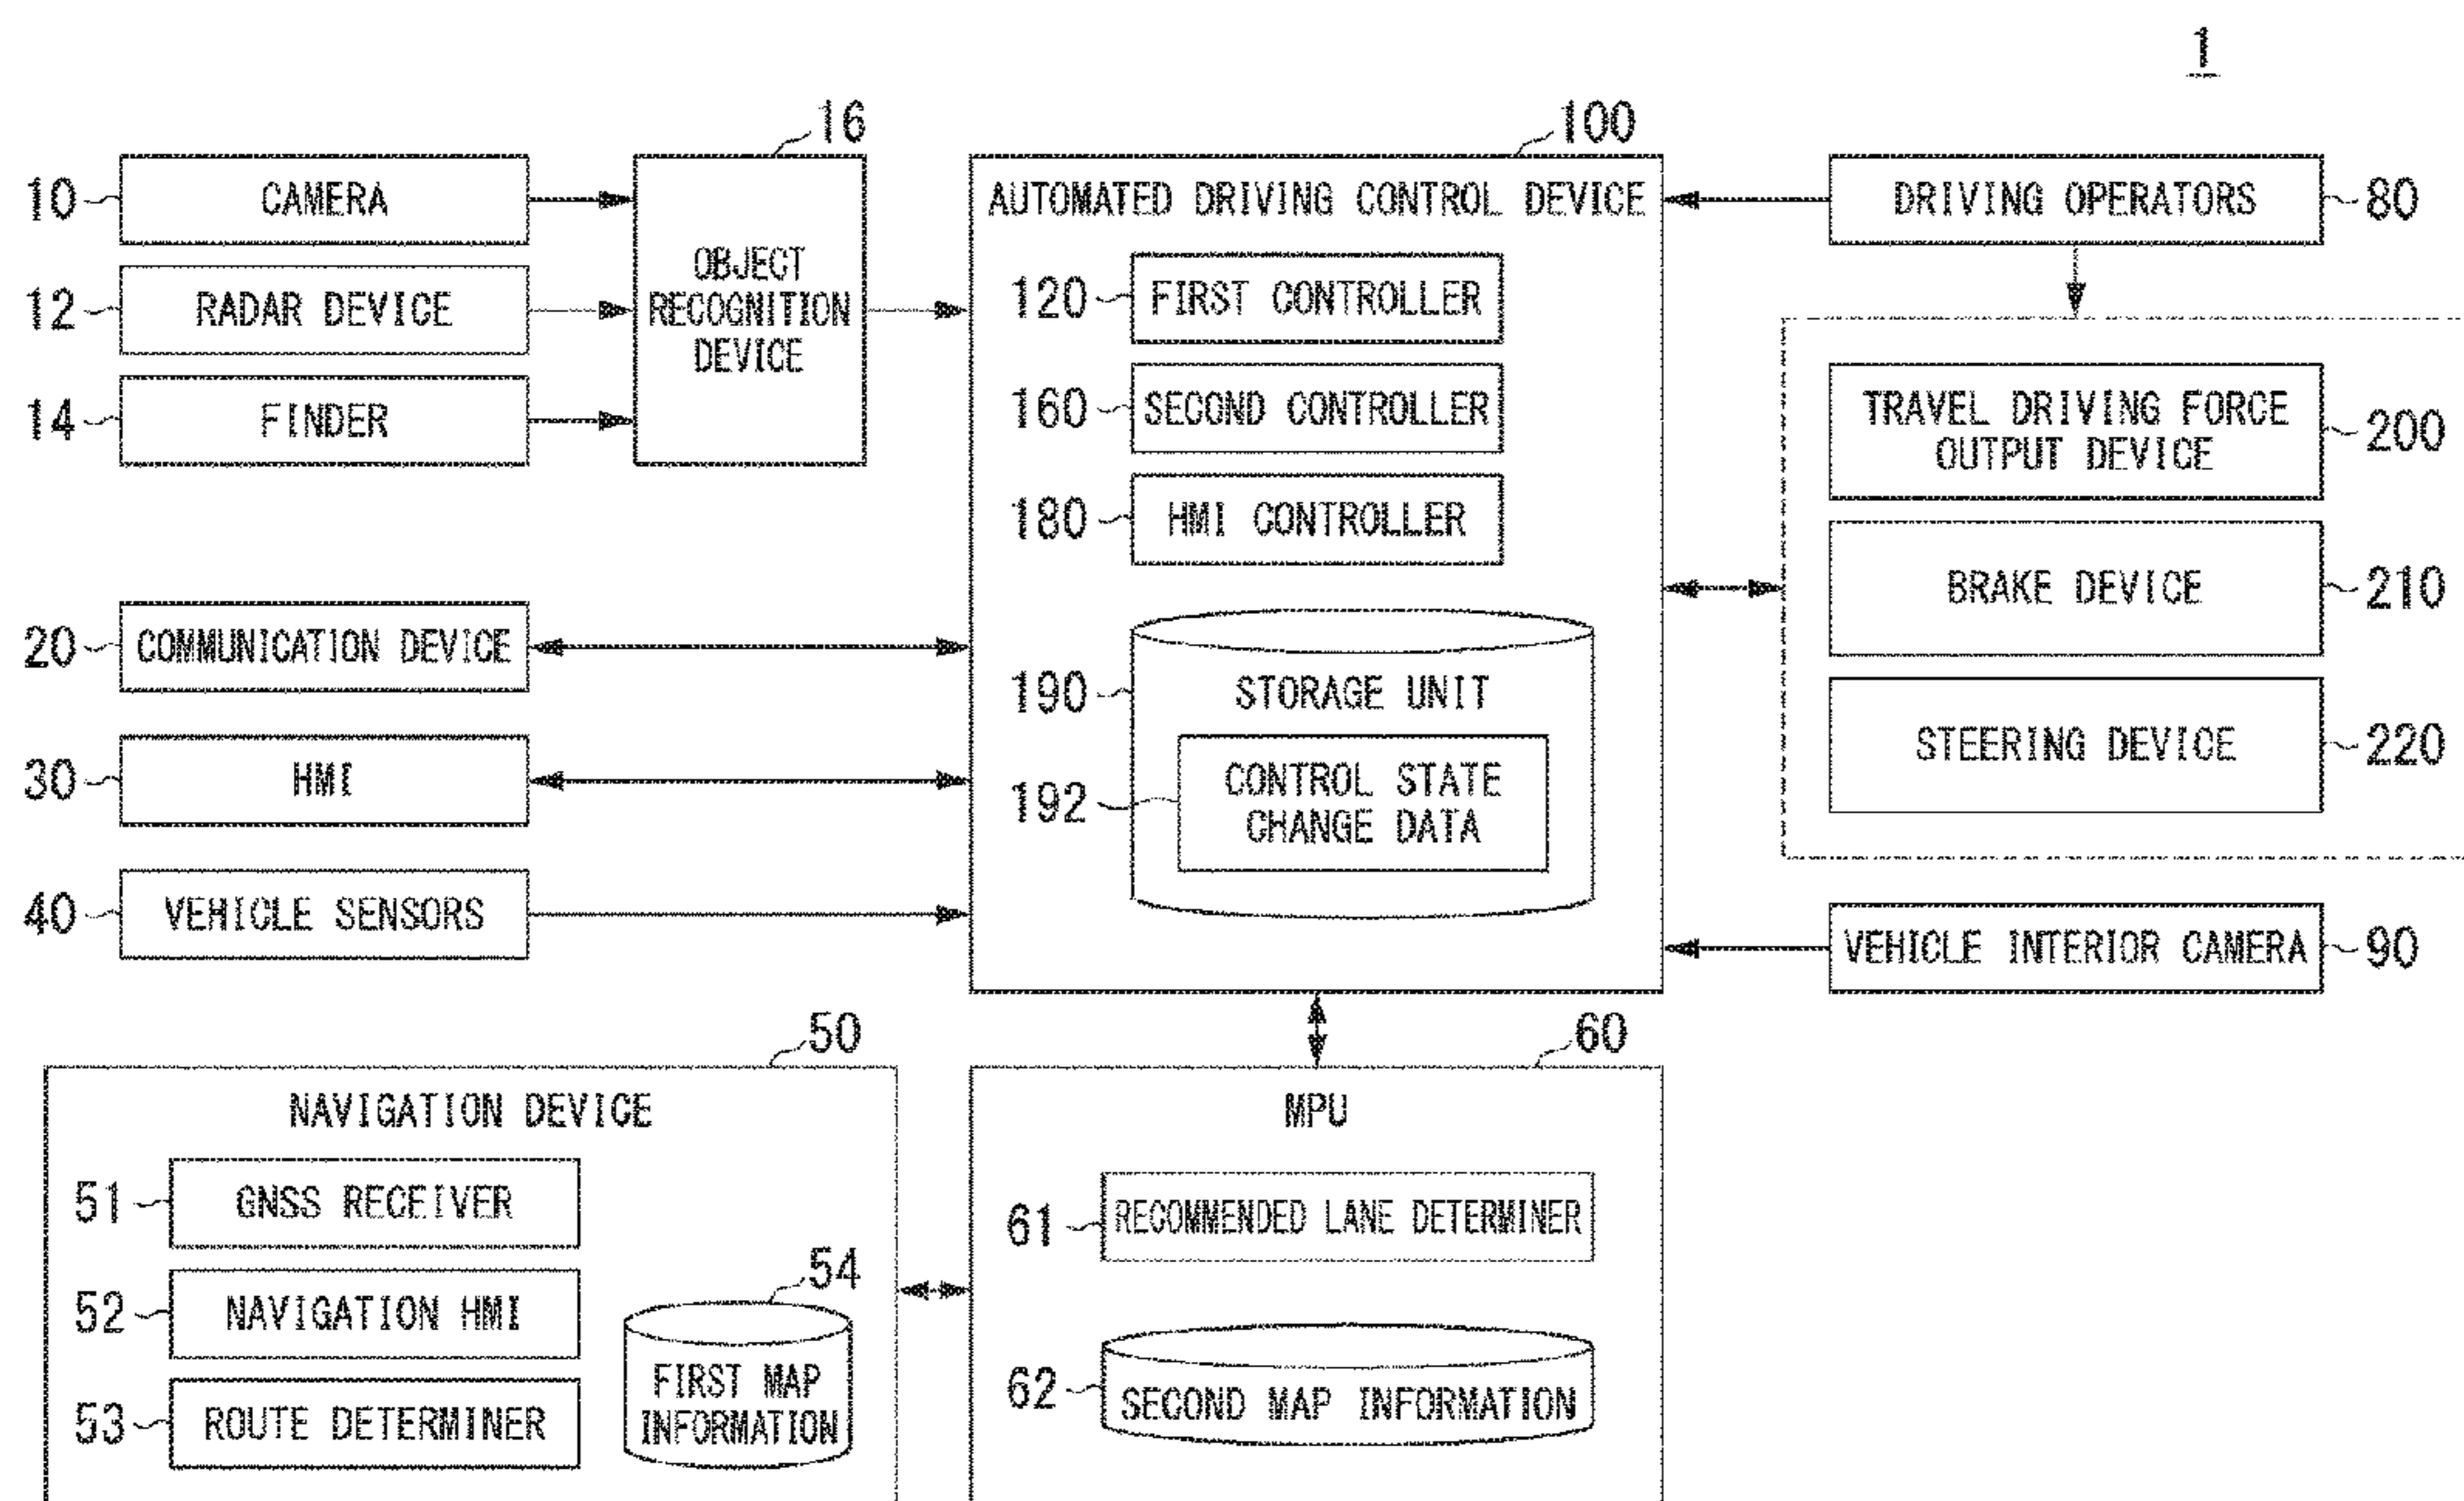 1
16
100
10
CAMERA
OBJECT
RECOGNITION
DEVICE
AUTOMATED DRIVING CONTROL DEVICE
DRIVING OPERATORS
80
12
RADAR DEVICE
120
FIRST CONTROLLER
14
FINDER
160
SECOND CONTROLLER
TRAVEL DRIVING FORCE
OUTPUT DEVICE
200
180
HMI CONTROLLER
BRAKE DEVICE
210
20
COMMUNICATION DEVICE
190
STORAGE UNIT
STEERING DEVICE
220
30
HMI
192
CONTROL STATE
CHANGE DATA
40
VEHICLE SENSORS
VEHICLE INTERIOR CAMERA
90
50
60
NAVIGATION DEVICE
MPU
51
GNSS RECEIVER
61
RECOMMENDED LANE DETERMINER
52
NAVIGATION HMI
54
FIRST MAP
INFORMATION
53
ROUTE DETERMINER
62
SECOND MAP INFORMATION